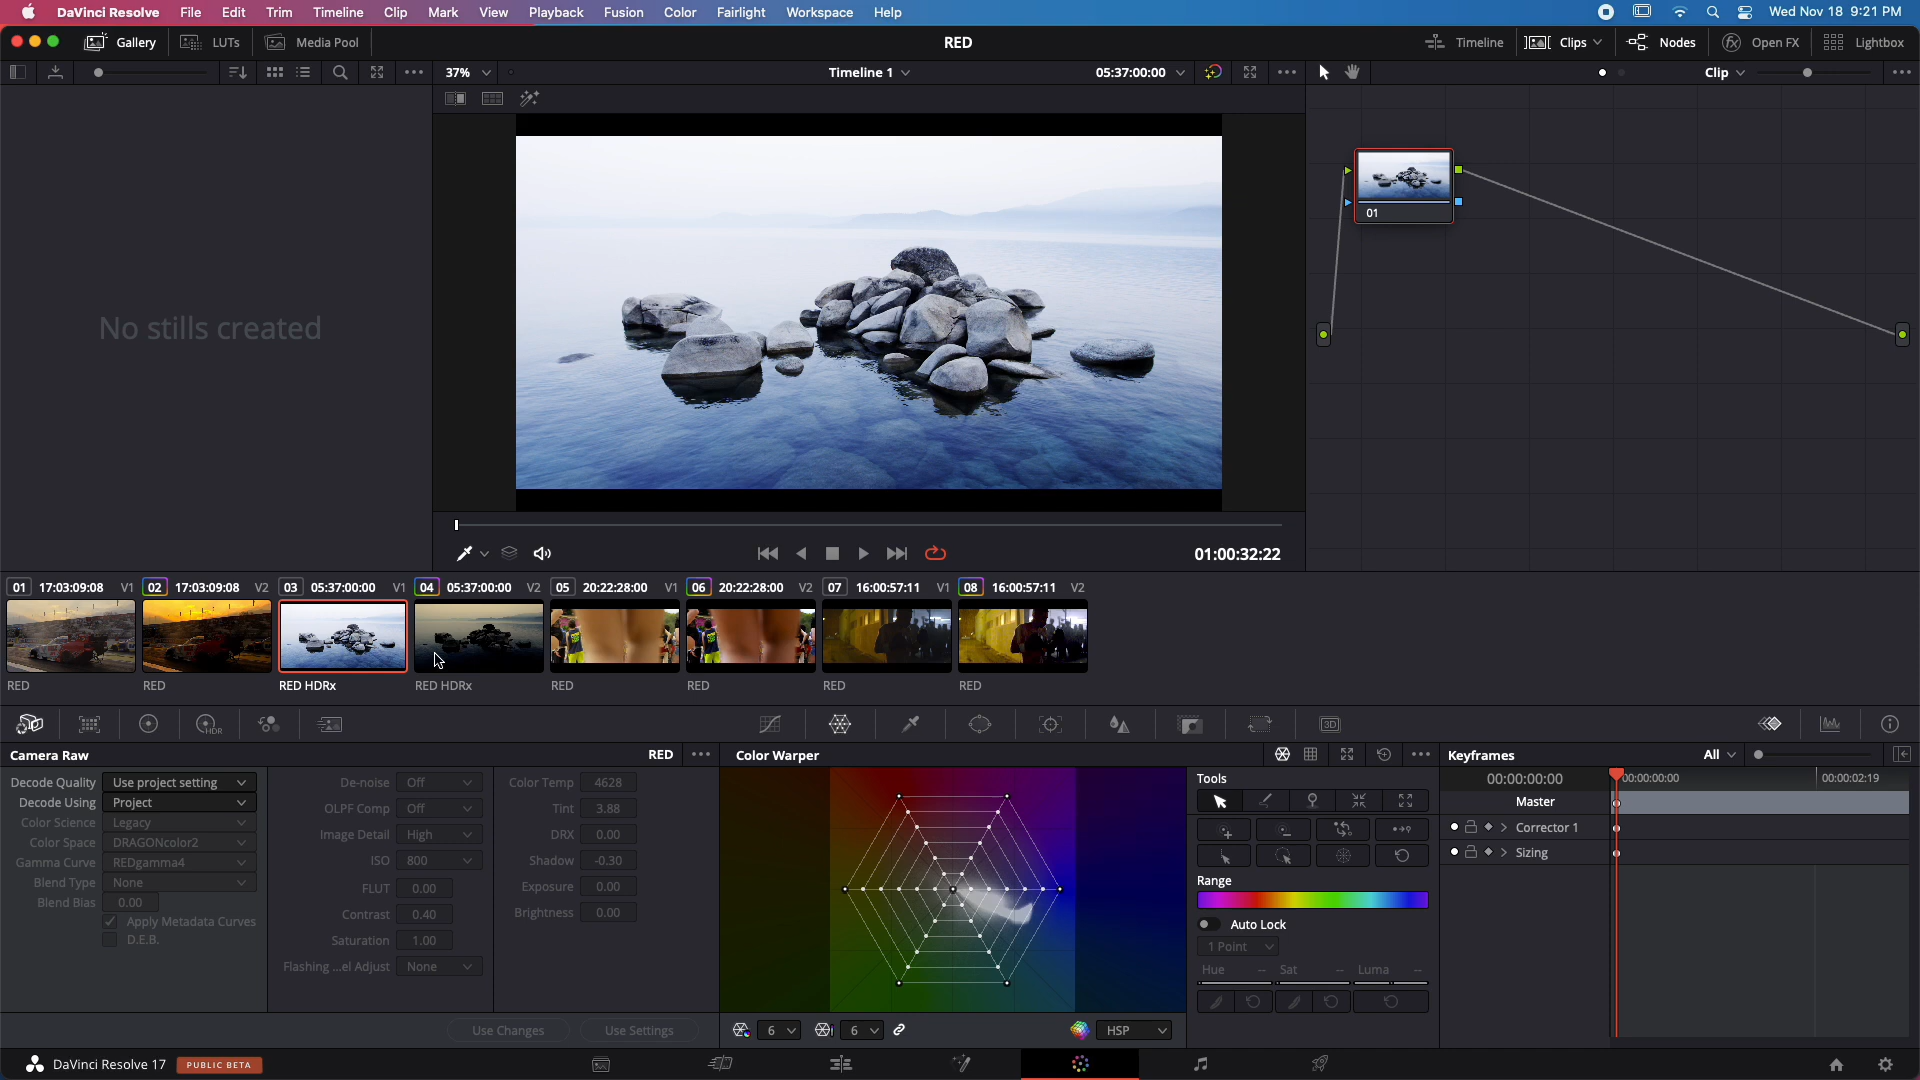 DaVinci Resolve File Edit Trim Timeline Clip Mark View Playback Fusion Color Fairlight Workspace Help Wed Nov 18 9:21 PM
Gallery LUTs Media Pool RED Timeline Clips Nodes Open FX Lightbox
37% Timeline 1 05:37:00:00 Clip
No stills created
01
01:00:32:22
01 17:03:09:08 V1 02 17:03:09:08 V2 03 05:37:00:00 V1 04 05:37:00:00 V2 05 20:22:28:00 V1 06 20:22:28:00 V2 07 16:00:57:11 V1 08 16:00:57:11 V2
RED RED RED HDRx RED HDRx RED RED RED RED
HDR 3D
Camera Raw RED Color Warper Keyframes All
Decode Quality Use project setting De-noise Off Color Temp 4628 Tools 00:00:00:00 00:00:00:00 00:00:02:19
Decode Using Project OLPF Comp Off Tint 3.88 Master
Color Science Legacy Image Detail High DRX 0.00 Corrector 1
Color Space DRAGONcolor2 ISO 800 Shadow -0.30 Sizing
Gamma Curve REDgamma4 FLUT 0.00 Exposure 0.00 Range
Blend Type None Contrast 0.40 Brightness 0.00
Blend Bias 0.00 Saturation 1.00 Auto Lock
Apply Metadata Curves Flashing ...el Adjust None 1 Point
D.E.B. Hue -- Sat -- Luma --
Use Changes Use Settings 6 6 HSP
DaVinci Resolve 17 PUBLIC BETA